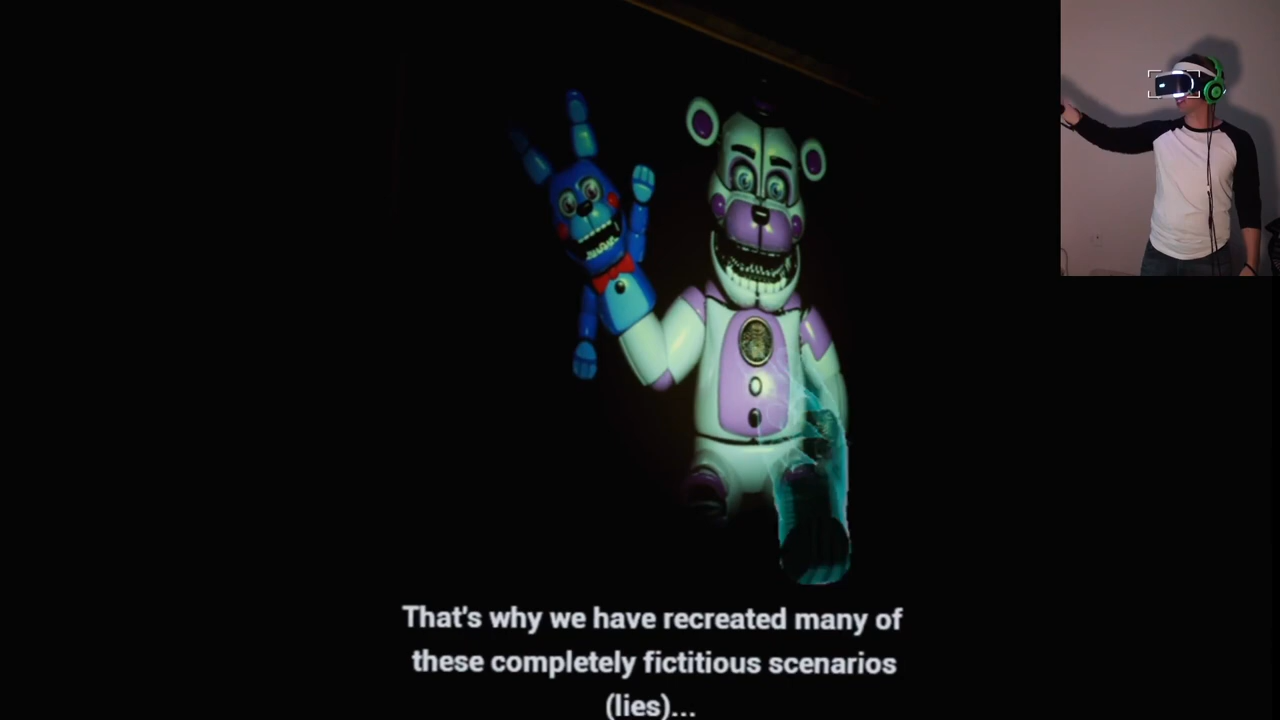 That's why we have recreated many of
these completely fictitious scenarios
(lies)...